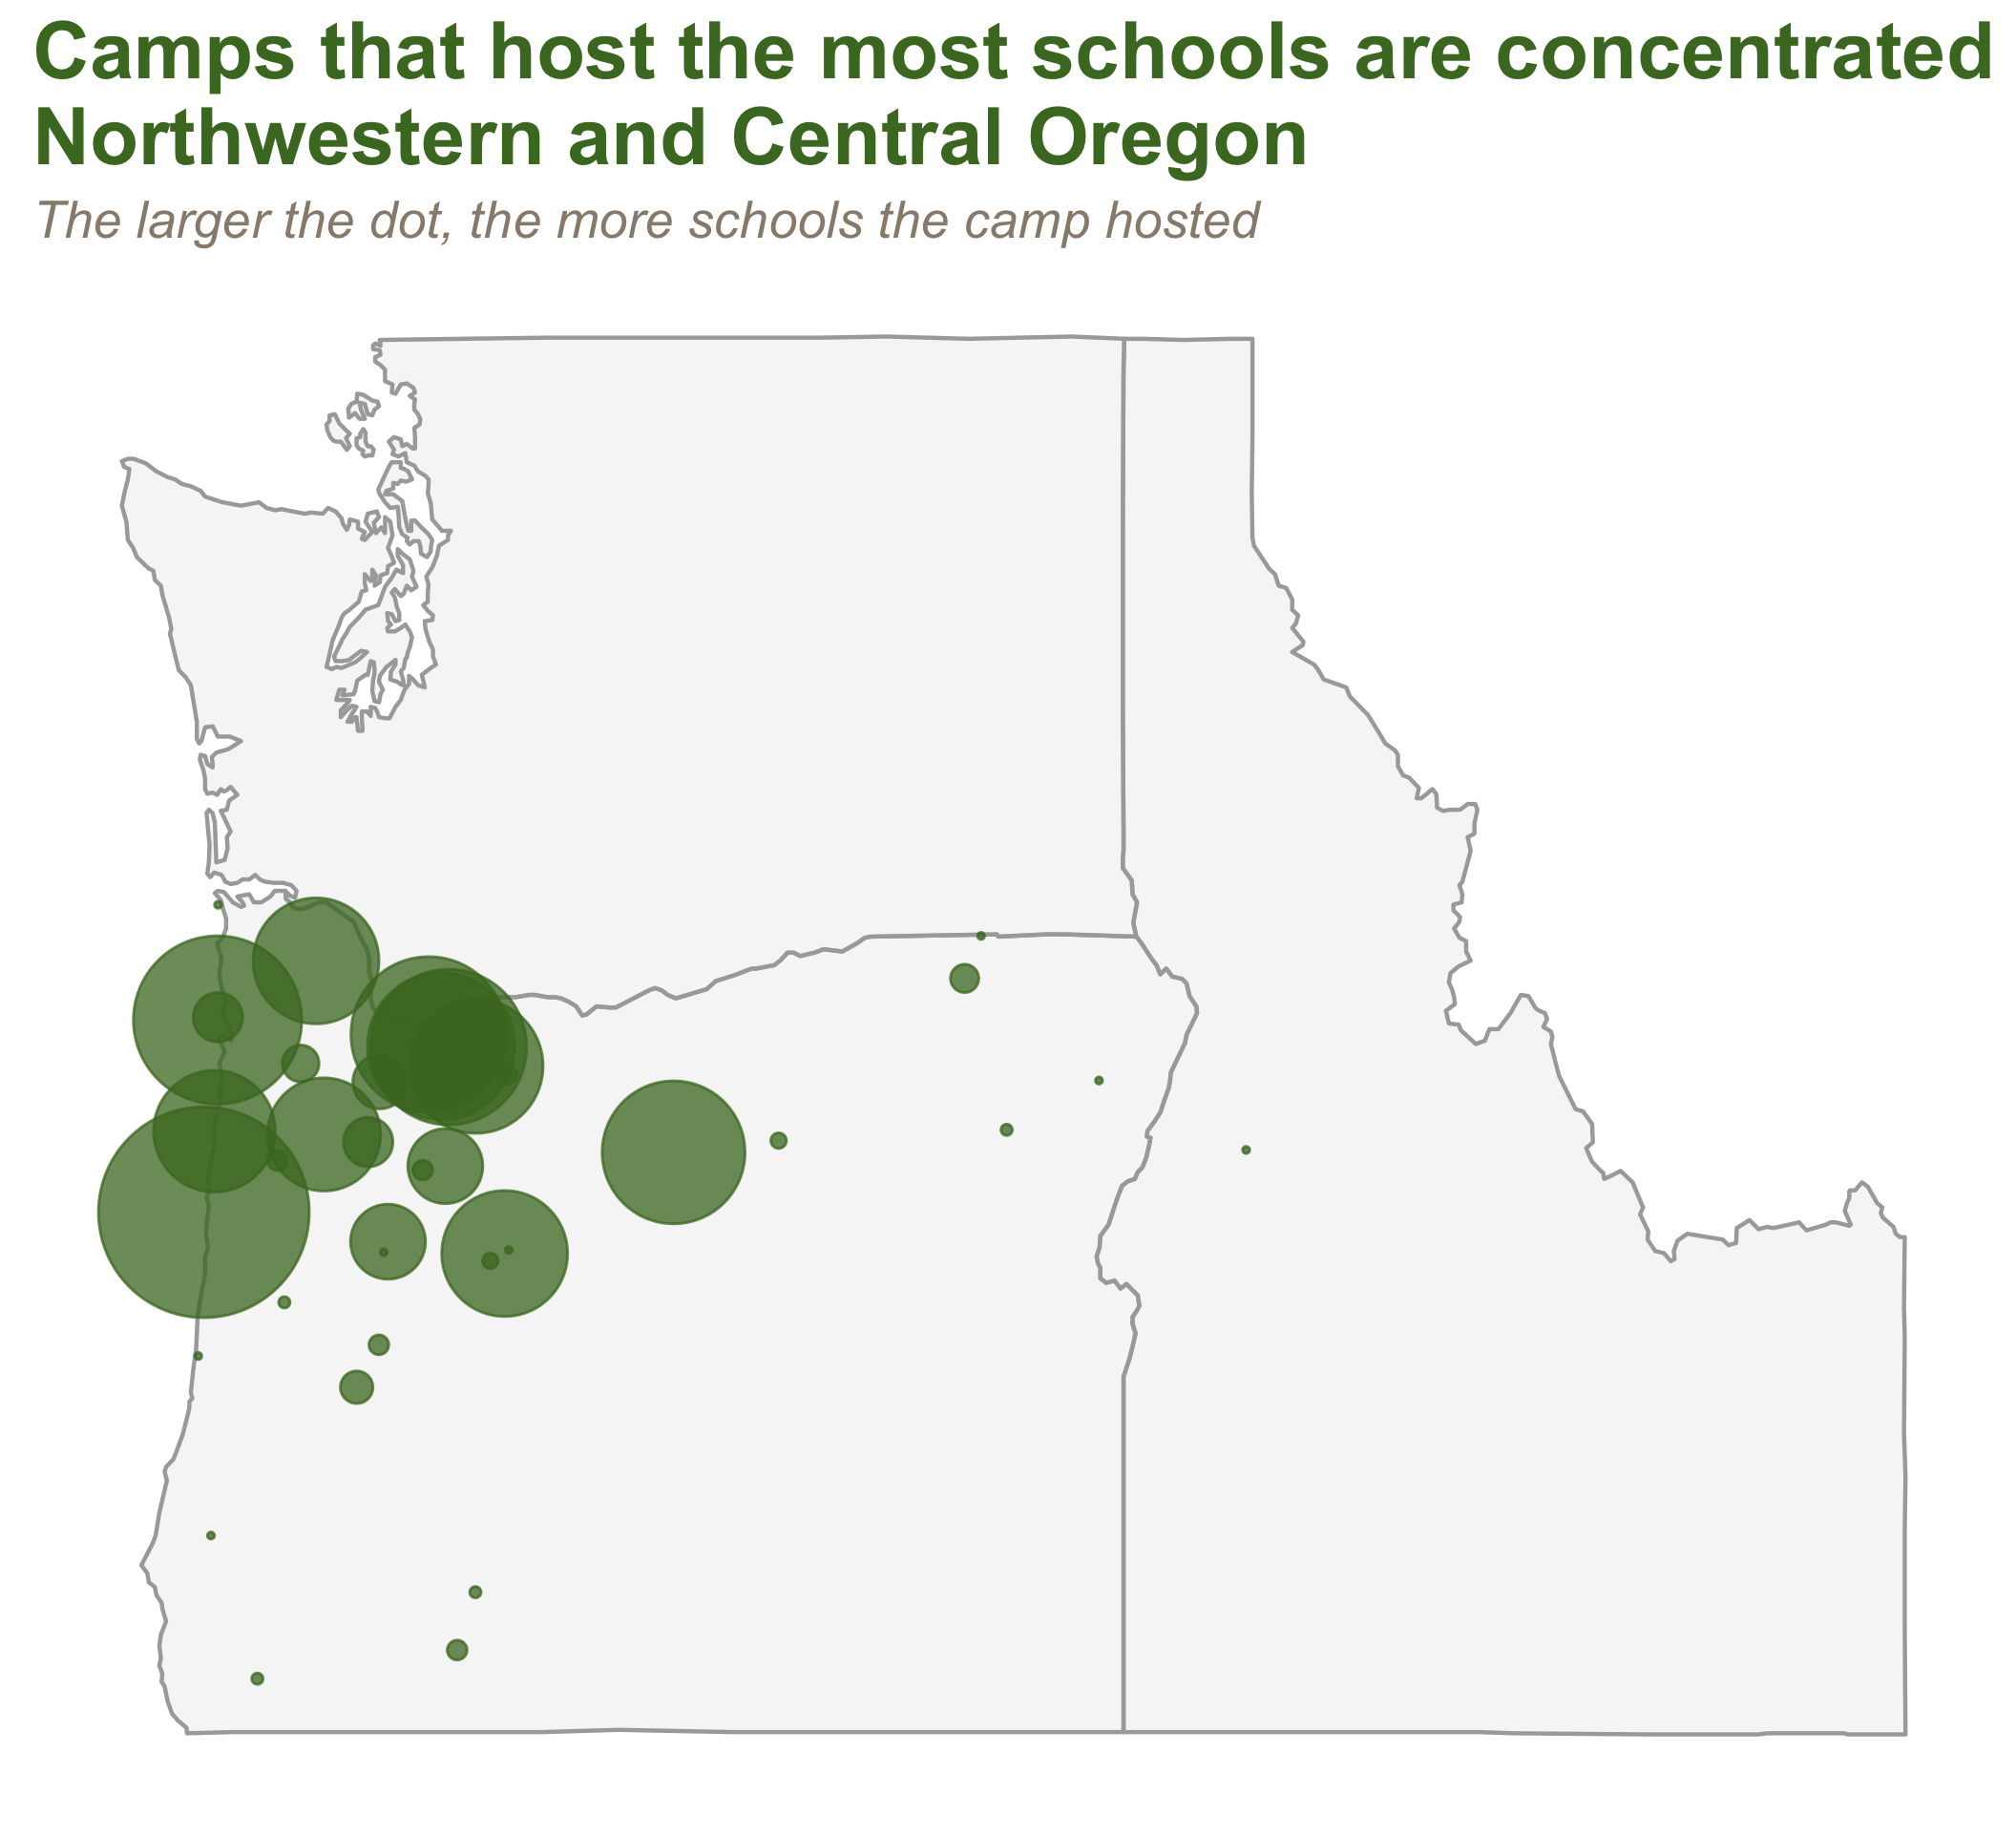 Camps that host the most schools are concentrated
Northwestern and Central Oregon
The larger the dot, the more schools the camp hosted